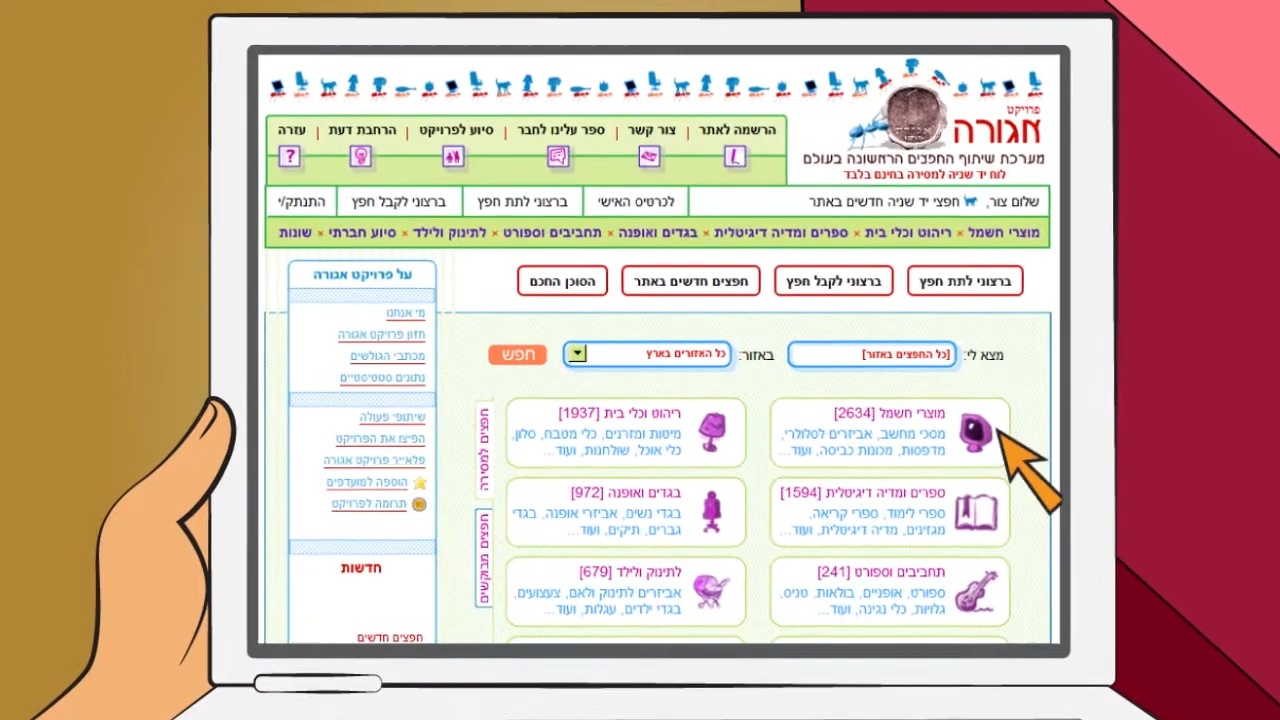 פרויקט
אגורה
מערכת שיתוף החפצים הראשונה בעולם
לוח יד שניה למסירה בחינם בלבד
הרשמה לאתר | צור קשר | ספר עלינו לחבר | סיוע לפרויקט | הרחבת דעת | עזרה
שלום צור, חפצי יד שניה חדשים באתר
לכרטיס האישי
ברצוני לתת חפץ
ברצוני לקבל חפץ
התנתק/י
מוצרי חשמל × ריהוט וכלי בית × ספרים ומדיה דיגיטלית × בגדים ואופנה × תחביבים וספורט × לתינוק ולילד × סיוע חברתי × שונות
ברצוני לתת חפץ
ברצוני לקבל חפץ
חפצים חדשים באתר
הסוכן החכם
מצא לי: [כל החפצים באזור] באזור: כל האזורים בארץ חפש
מוצרי חשמל [2634]
מסכי מחשב, אביזרים לסלולרי,
מדפסות, מכונות כביסה, ועוד...
ריהוט וכלי בית [1937]
מיטות ומזרנים, כלי מטבח, סלון,
כלי אוכל, שולחנות, ועוד...
ספרים ומדיה דיגיטלית [1594]
ספרי לימוד, ספרי קריאה,
מגזינים, מדיה דיגיטלית, ועוד...
בגדים ואופנה [972]
בגדי נשים, אביזרי אופנה, בגדי
גברים, תיקים, ועוד...
תחביבים וספורט [241]
ספורט, אופניים, בולאות, טניס,
גלויות, כלי נגינה, ועוד...
לתינוק ולילד [679]
אביזרים לתינוק ולאם, צעצועים,
בגדי ילדים, עגלות, ועוד...
חפצים למסירה
חפצים מבוקשים
על פרויקט אגורה
מי אנחנו
חזון פרויקט אגורה
מכתבי הגולשים
נתונים סטטיסטיים
שיתופי פעולה
הפיצו את הפרויקט
פלאייר פרויקט אגורה
הוספה למועדפים
תרומה לפרויקט
חדשות
חפצים חדשים